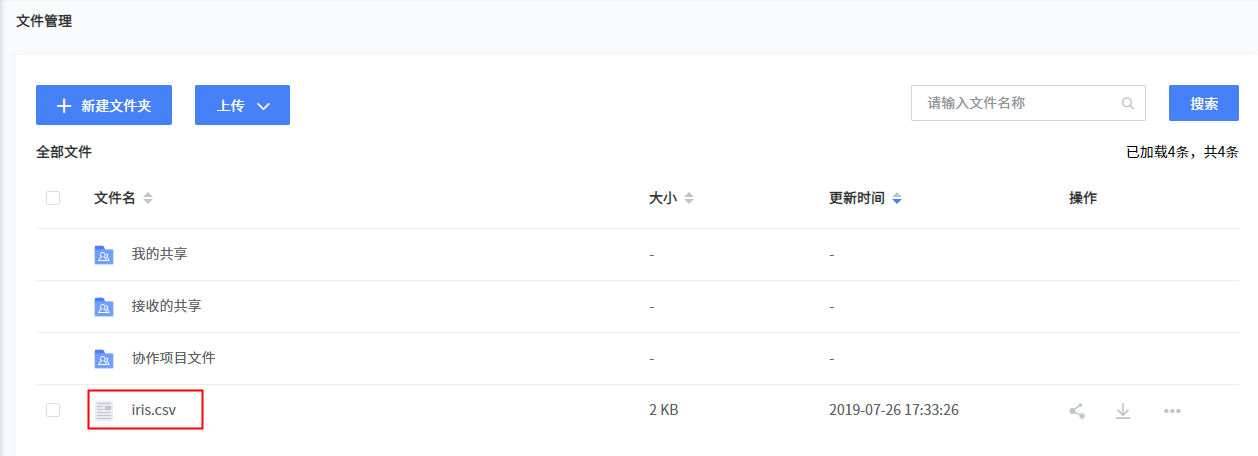 文件管理
新建文件夹 上传 请输入文件名称 搜索
全部文件 已加载4条，共4条
文件名 大小 更新时间 操作
我的共享 - -
接收的共享 - -
协作项目文件 - -
iris.csv 2 KB 2019-07-26 17:33:26